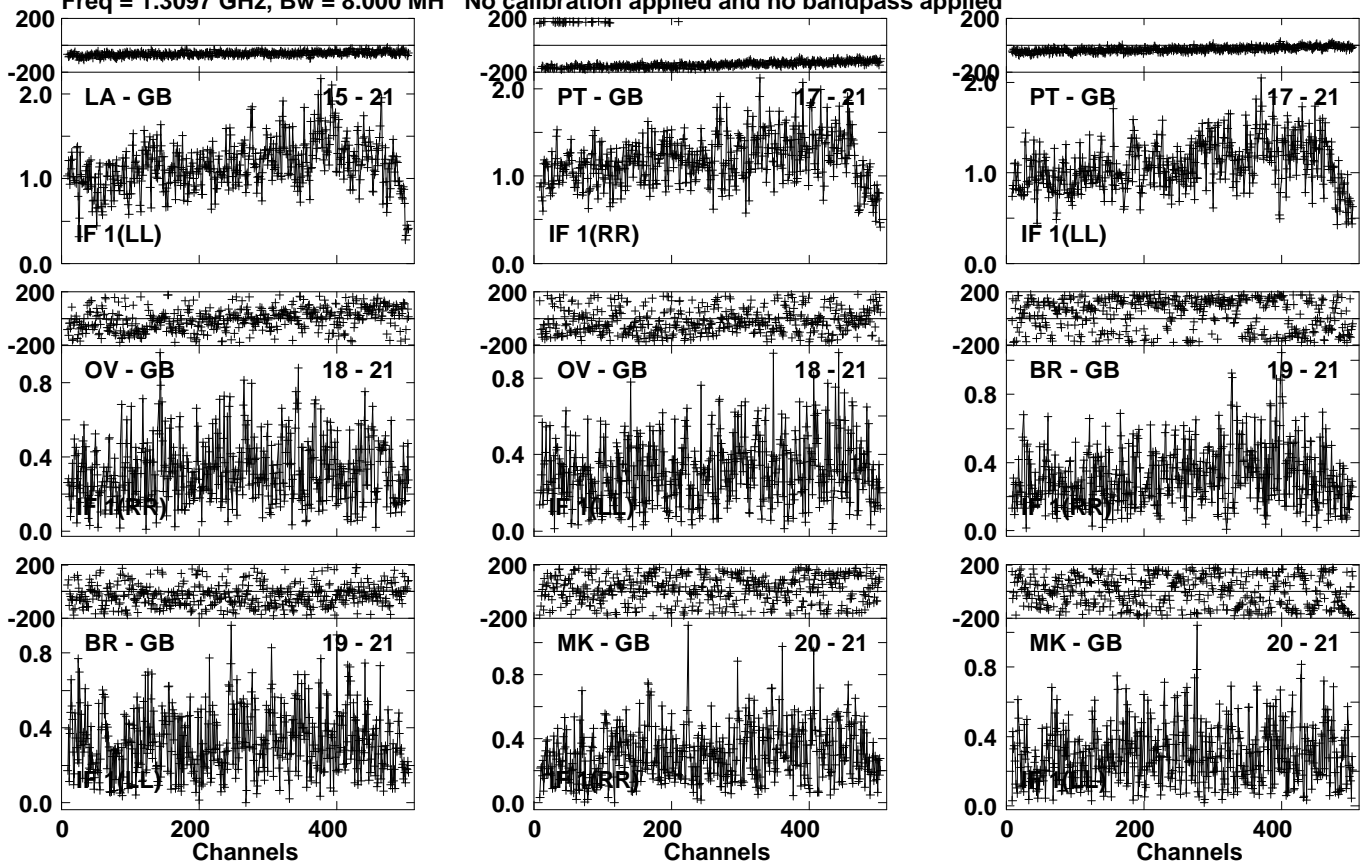 Freq = 1.3097 GHz, Bw = 8.000 MH No calibration applied and no bandpass applied
200 200 200
-200 -200 -200
LA - GB 15 - 21 PT - GB 17 - 21 PT - GB 17 - 21
2.0 2.0 2.0
1.0 1.0 1.0
IF 1(LL) IF 1(RR) IF 1(LL)
0.0 0.0 0.0
200 200 200
-200 -200 -200
OV - GB 18 - 21 OV - GB 18 - 21 BR - GB 19 - 21
0.8 0.8 0.8
0.4 0.4 0.4
IF 1(RR) IF 1(LL) IF 1(RR)
0.0 0.0 0.0
200 200 200
-200 -200 -200
BR - GB 19 - 21 MK - GB 20 - 21 MK - GB 20 - 21
0.8 0.8 0.8
0.4 0.4 0.4
IF 1(LL) IF 1(RR) IF 1(LL)
0.0 0.0 0.0
0 200 400 0 200 400 0 200 400
Channels Channels Channels